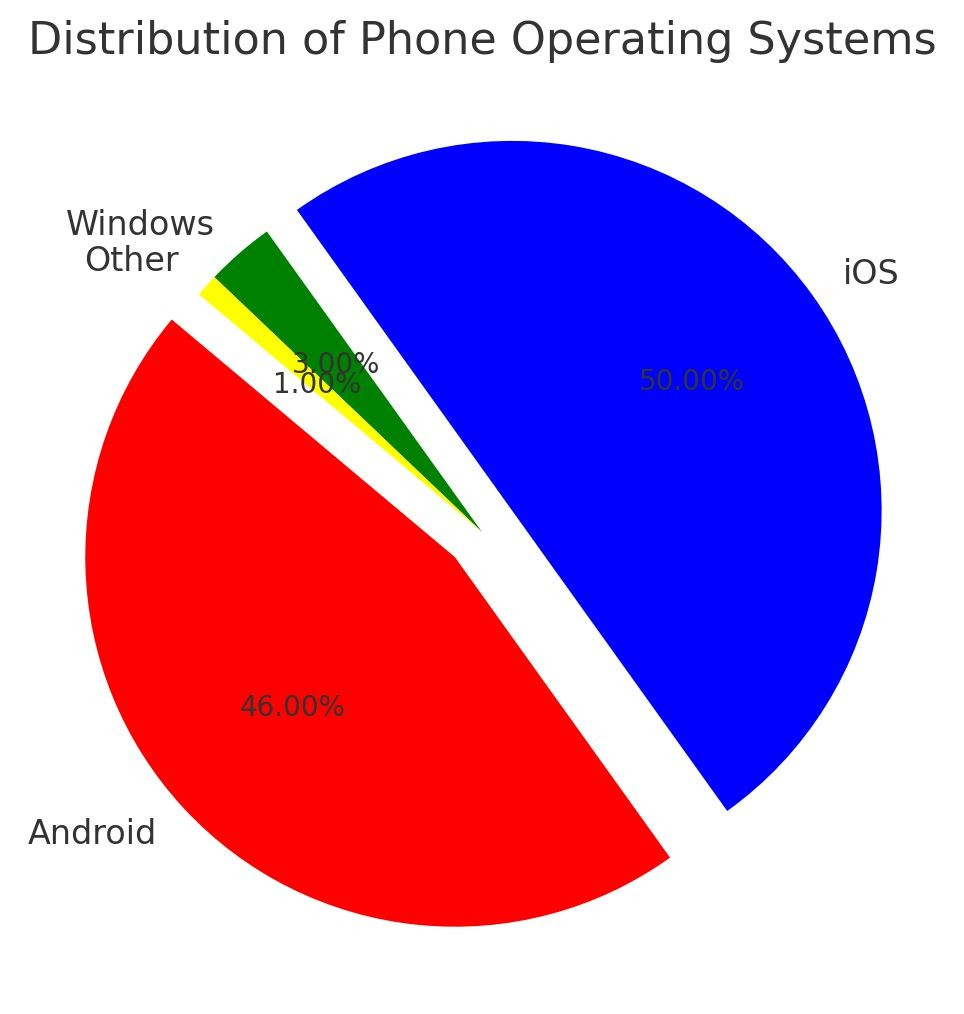 Distribution of Phone Operating Systems
Windows
Other
iOS
3.00%
1.00%
50.00%
46.00%
Android